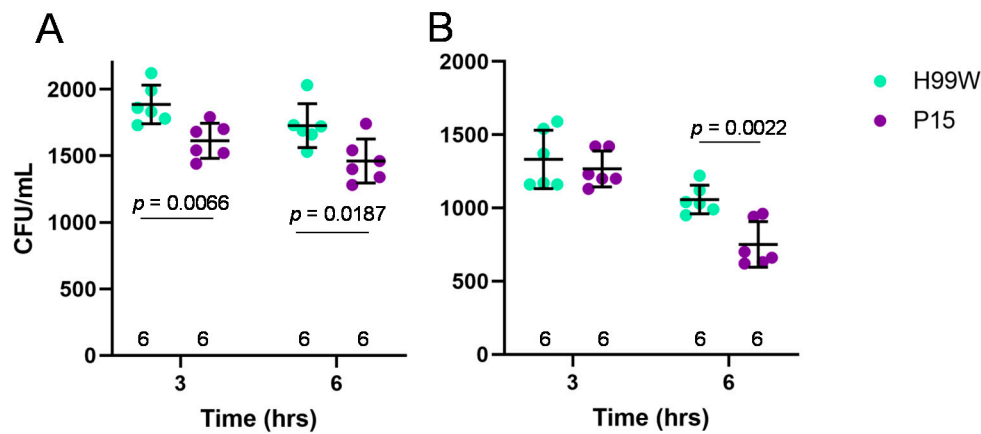 A
B
CFU/mL
2000
1500
1000
500
0
p = 0.0066
p = 0.0187
6 6 6 6
3 6
Time (hrs)
2000
1500
1000
500
0
p = 0.0022
6 6 6 6
3 6
Time (hrs)
H99W
P15